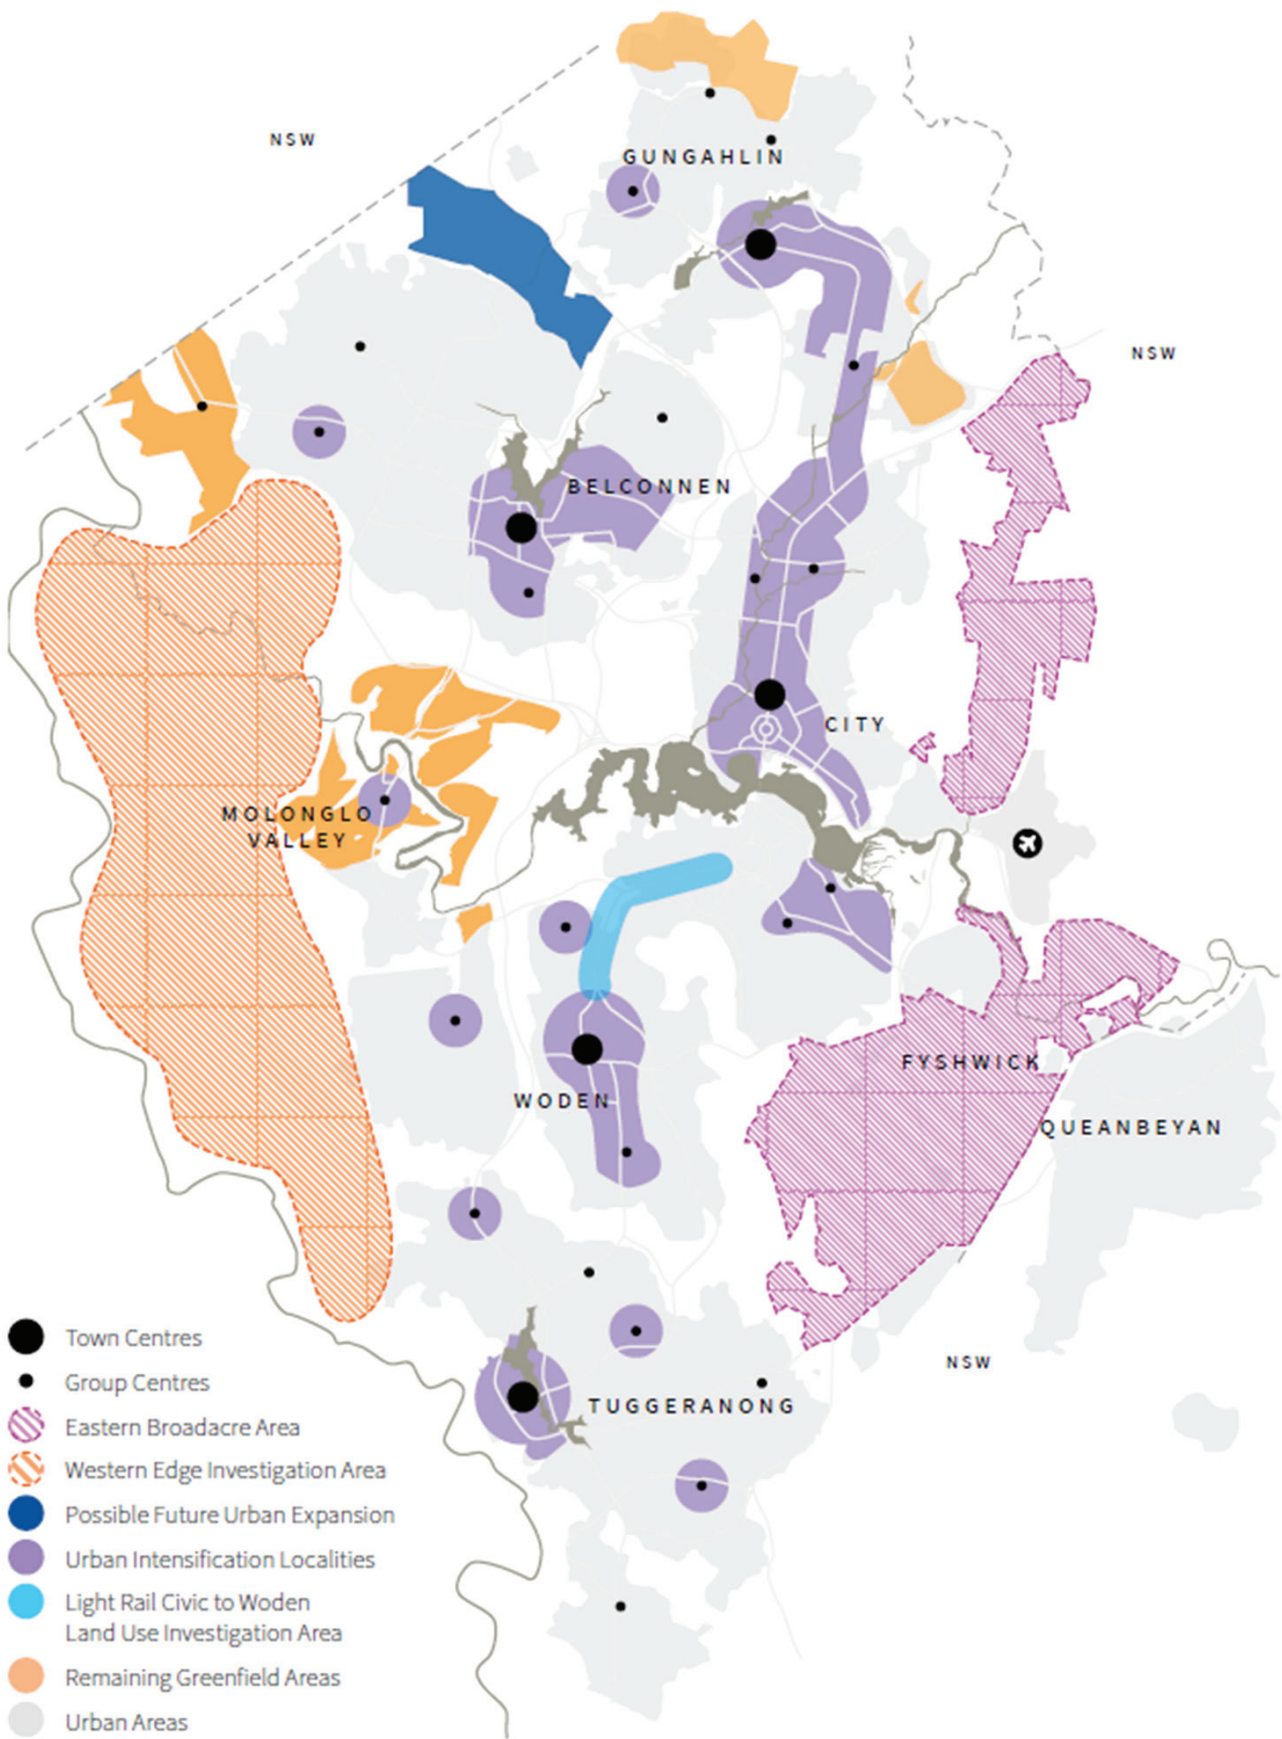 NSW
GUNGAHLIN
NSW
BELCONNEN
CITY
MOLONGLO
VALLEY
FYSHWICK
WODEN
QUEANBEYAN
Town Centres
NSW
Group Centres
TUGGERANONG
Eastern Broadacre Area
Western Edge Investigation Area
Possible Future Urban Expansion
Urban Intensification Localities
Light Rail Civic to Woden
Land Use Investigation Area
Remaining Greenfield Areas
Urban Areas